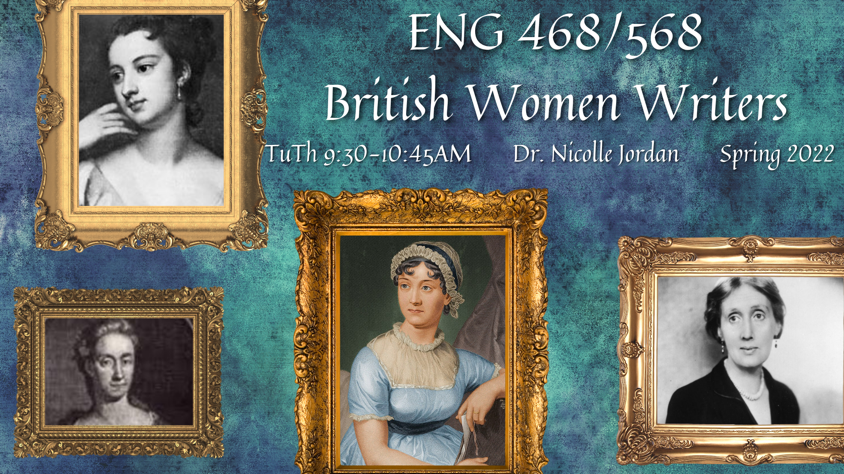 ENG 468/568
British Women Writers
TuTh 9:30-10:45AM Dr. Nicolle Jordan Spring 2022